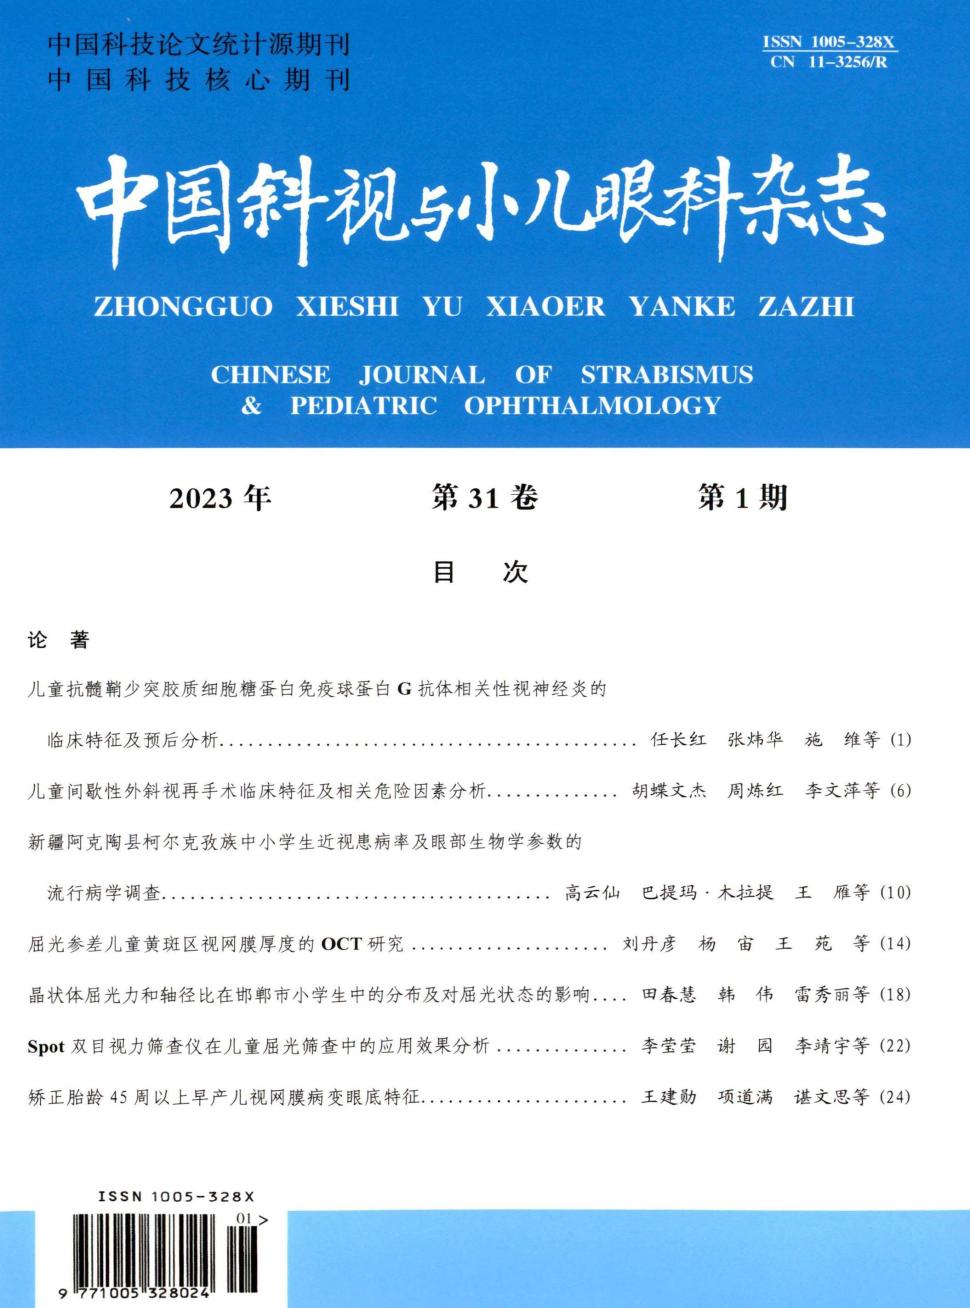 中国科技论文统计源期刊
中国科技核心期刊
ISSN 1005-328X
CN 11-3256/R
中国斜视与小儿眼科杂志
ZHONGGUO XIESHI YU XIAOER YANKE ZAZHI
CHINESE JOURNAL OF STRABISMUS
& PEDIATRIC OPHTHALMOLOGY
2023年 第31卷 第1期
目 次
论 著
儿童抗髓鞘少突胶质细胞糖蛋白免疫球蛋白G抗体相关性视神经炎的
临床特征及预后分析............................................ 任长红 张炜华 施 维等 (1)
儿童间歇性外斜视再手术临床特征及相关危险因素分析.............. 胡蝶文杰 周炼红 李文萍等 (6)
新疆阿克陶县柯尔克孜族中小学生近视患病率及眼部生物学参数的
流行病学调查......................................... 高云仙 巴提玛·木拉提 王 雁等 (10)
屈光参差儿童黄斑区视网膜厚度的OCT研究 ..................... 刘丹彦 杨 宙 王 苑 等 (14)
晶状体屈光力和轴径比在邯郸市小学生中的分布及对屈光状态的影响.... 田春慧 韩 伟 雷秀丽等 (18)
Spot双目视力筛查仪在儿童屈光筛查中的应用效果分析 .............. 李莹莹 谢 园 李靖宇等 (22)
矫正胎龄45周以上早产儿视网膜病变眼底特征...................... 王建勋 项道满 谌文思等 (24)
ISSN 1005-328X
01>
9 771005 328024